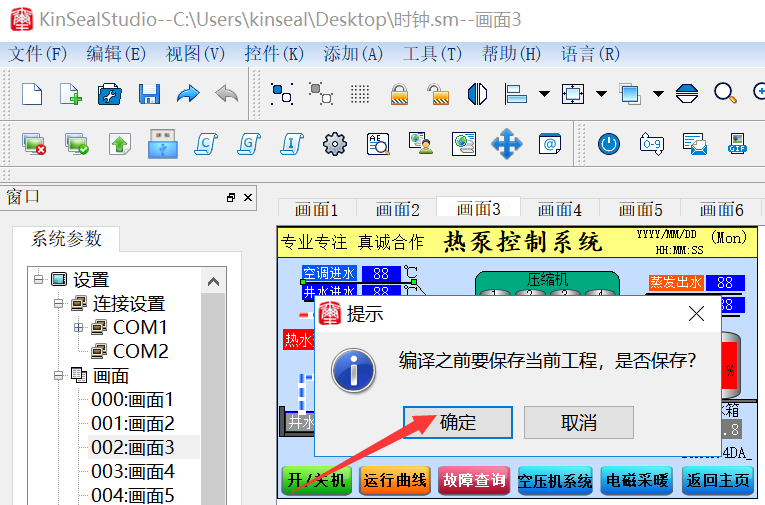 KinSealStudio--C:\Users\kinseal\Desktop\时钟.sm--画面3
文件(F) 编辑(E) 视图(V) 控件(K) 添加(A) 工具(T) 帮助(H) 语言(R)
窗口
画面1 画面2 画面3 画面4 画面5 画面6
系统参数
设置
连接设置
COM1
COM2
画面
000:画面1
001:画面2
002:画面3
003:画面4
004:画面5
专业专注 真诚合作 热泵控制系统 YYYY/MM/DD (Mon)
HH:MM:SS
空调进水 88 ℃ 压缩机 蒸发出水 88
井水进水 88 88
1 2 3 4
提示
热水
编译之前要保存当前工程，是否保存?
%
确定 取消
井水 水箱
.8
4DA_
开/关机 运行曲线 故障查询 空压机系统 电磁采暖 返回主页